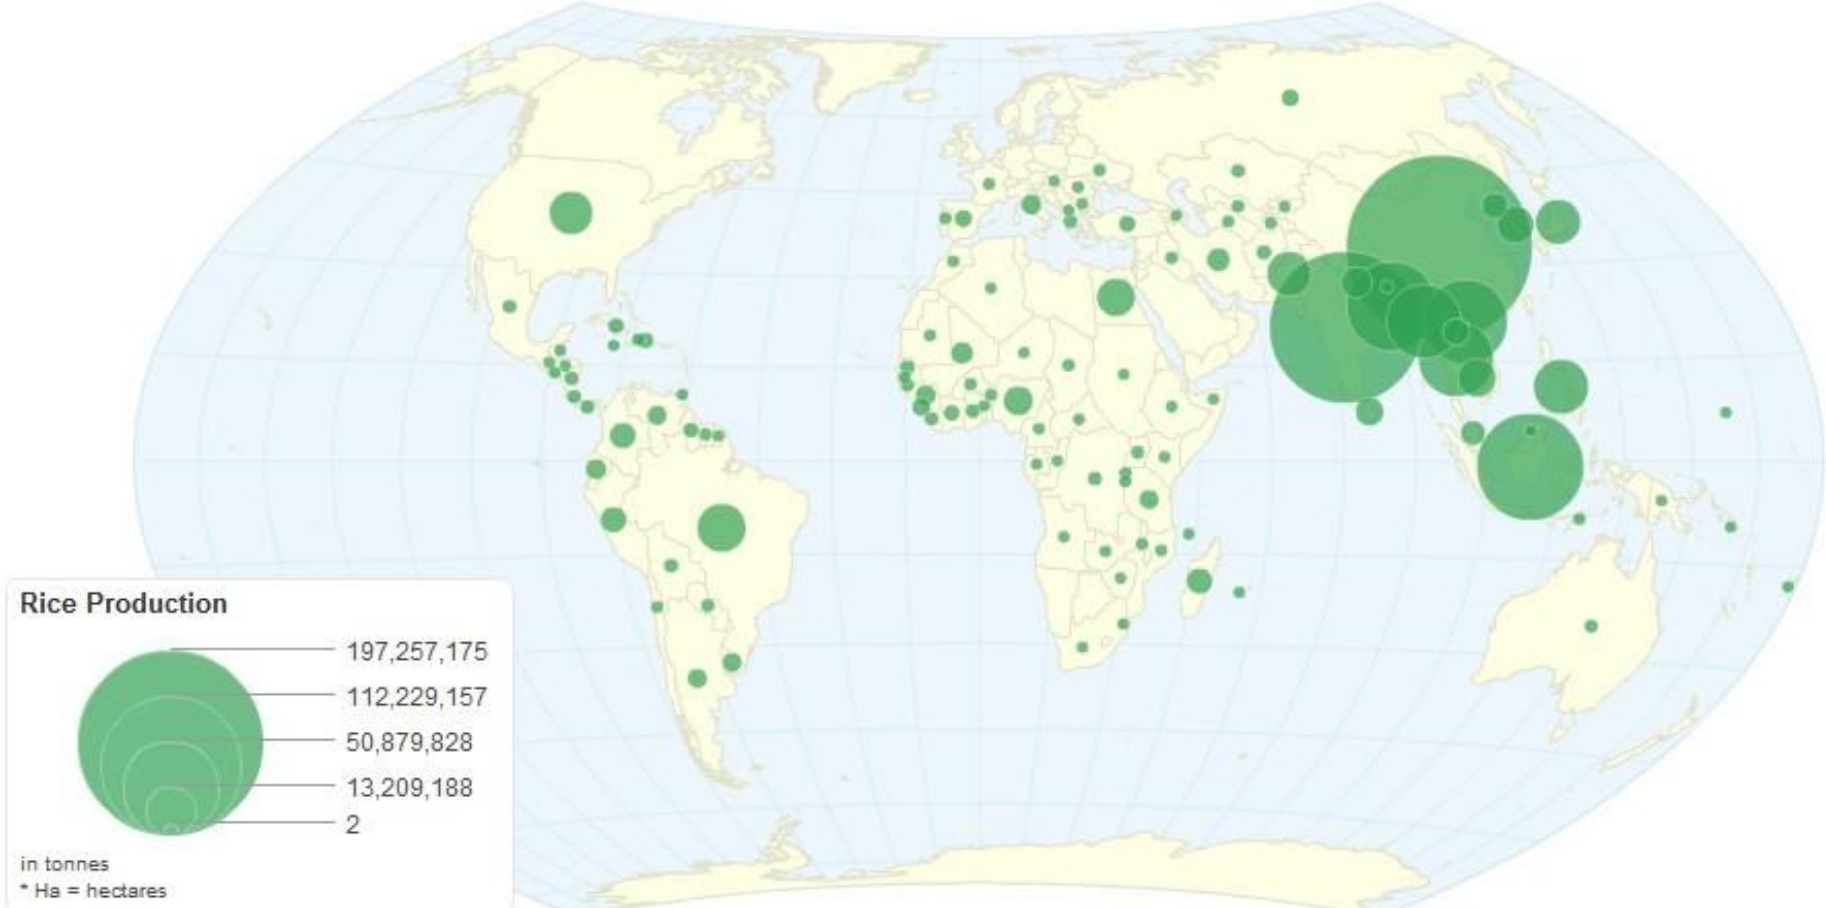 Rice Production
197,257,175
112,229,157
50,879,828
13,209,188
2
in tonnes
* Ha = hectares